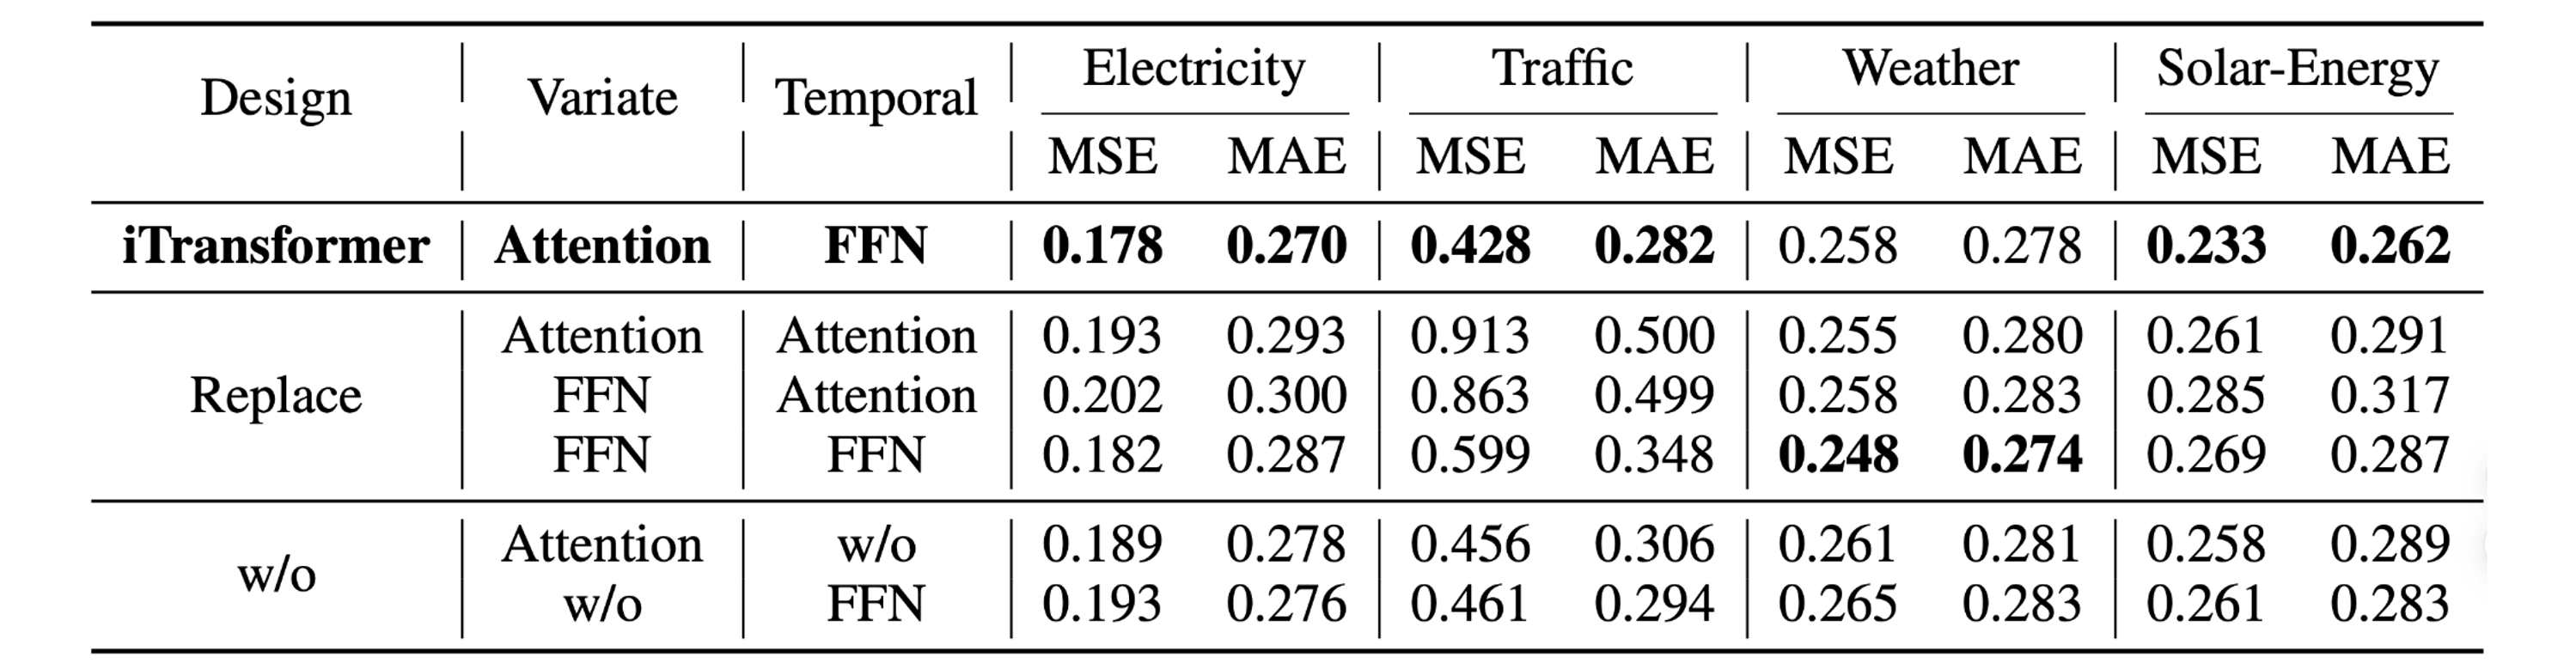 Design Variate Temporal Electricity Traffic Weather Solar-Energy
MSE MAE MSE MAE MSE MAE MSE MAE
iTransformer Attention FFN 0.178 0.270 0.428 0.282 0.258 0.278 0.233 0.262
Attention Attention 0.193 0.293 0.913 0.500 0.255 0.280 0.261 0.291
Replace FFN Attention 0.202 0.300 0.863 0.499 0.258 0.283 0.285 0.317
FFN FFN 0.182 0.287 0.599 0.348 0.248 0.274 0.269 0.287
w/o Attention w/o 0.189 0.278 0.456 0.306 0.261 0.281 0.258 0.289
w/o FFN 0.193 0.276 0.461 0.294 0.265 0.283 0.261 0.283